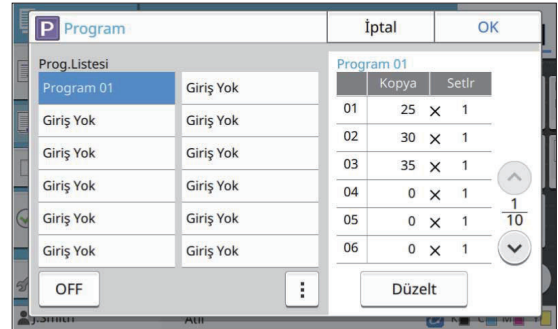 P Program İptal OK
Prog.Listesi
Program 01 Giriş Yok
Giriş Yok Giriş Yok
Giriş Yok Giriş Yok
Giriş Yok Giriş Yok
Giriş Yok Giriş Yok
Giriş Yok Giriş Yok
OFF
Program 01
Kopya Setlr
01 25 × 1
02 30 × 1
03 35 × 1
04 0 × 1
05 0 × 1
06 0 × 1
1
10
Düzelt
J.Smith
K C M Y